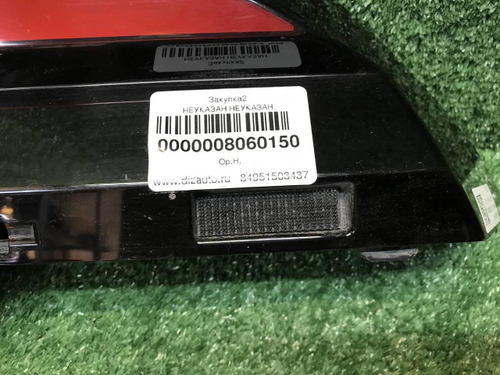 Закупка2
НЕУКАЗАН НЕУКАЗАН
0000008060150
Ор.Н.
www.dizauto.ru 84951503437